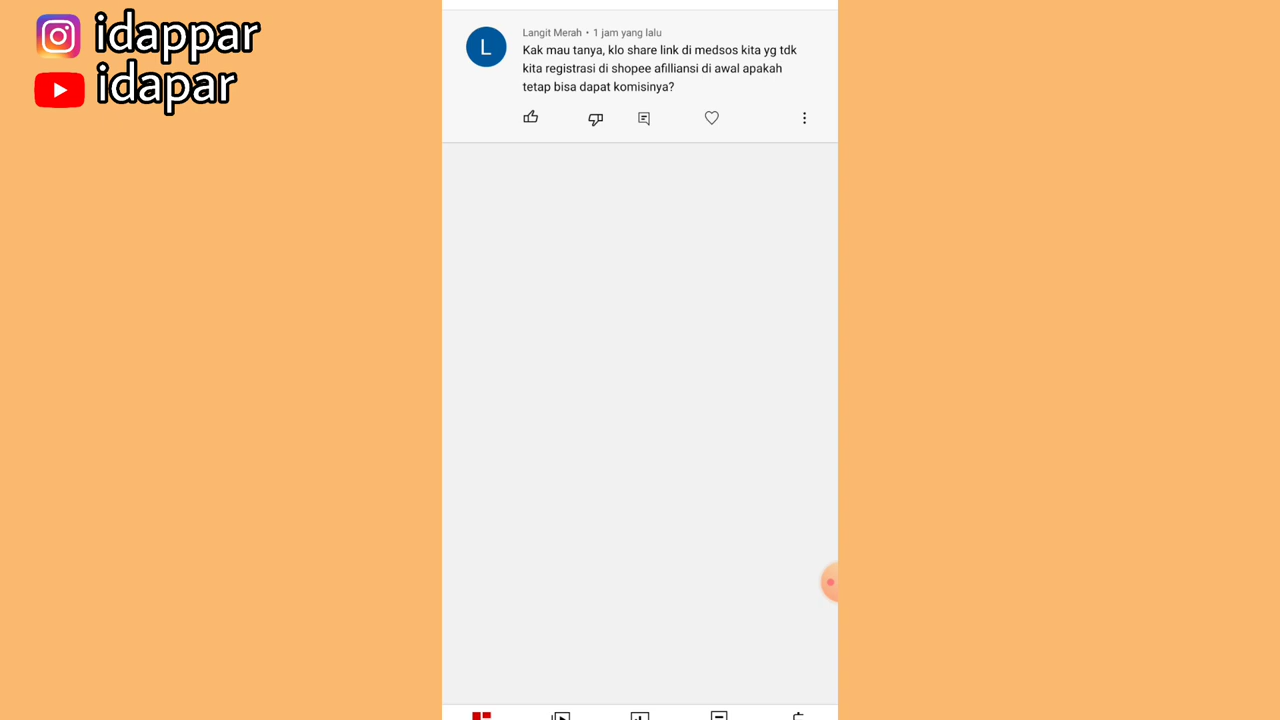 idappar
idapar
Langit Merah • 1 jam yang lalu
Kak mau tanya, klo share link di medsos kita yg tdk
kita registrasi di shopee afilliansi di awal apakah
tetap bisa dapat komisinya?
L